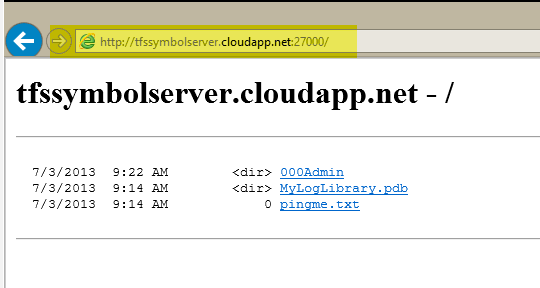 http://tfssymbolserver.cloudapp.net:27000/
tfssymbolserver.cloudapp.net - /
7/3/2013 9:22 AM <dir> 000Admin
7/3/2013 9:14 AM <dir> MyLogLibrary.pdb
7/3/2013 9:14 AM 0 pingme.txt